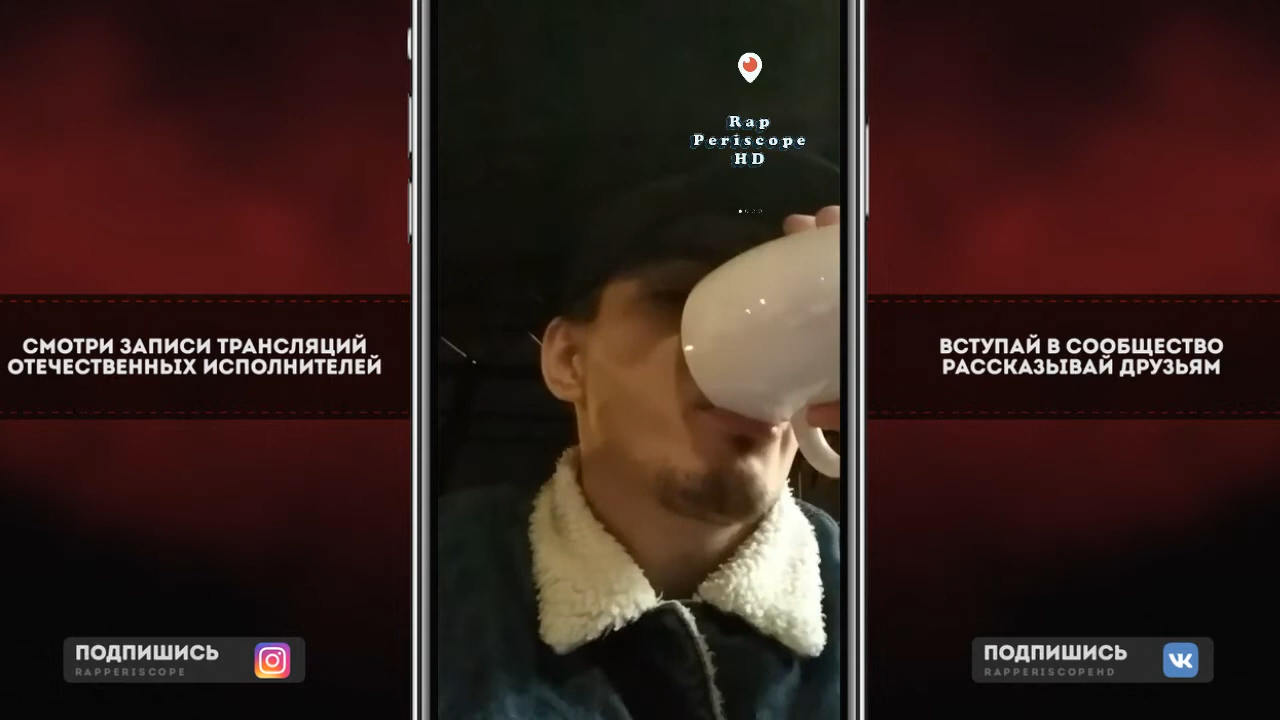 Rap
Periscope
HD
СМОТРИ ЗАПИСИ ТРАНСЛЯЦИЙ
ОТЕЧЕСТВЕННЫХ ИСПОЛНИТЕЛЕЙ
ВСТУПАЙ В СООБЩЕСТВО
РАССКАЗЫВАЙ ДРУЗЬЯМ
ПОДПИШИСЬ
RAPPERISCOPE
ПОДПИШИСЬ
RAPPERISCOPEHD